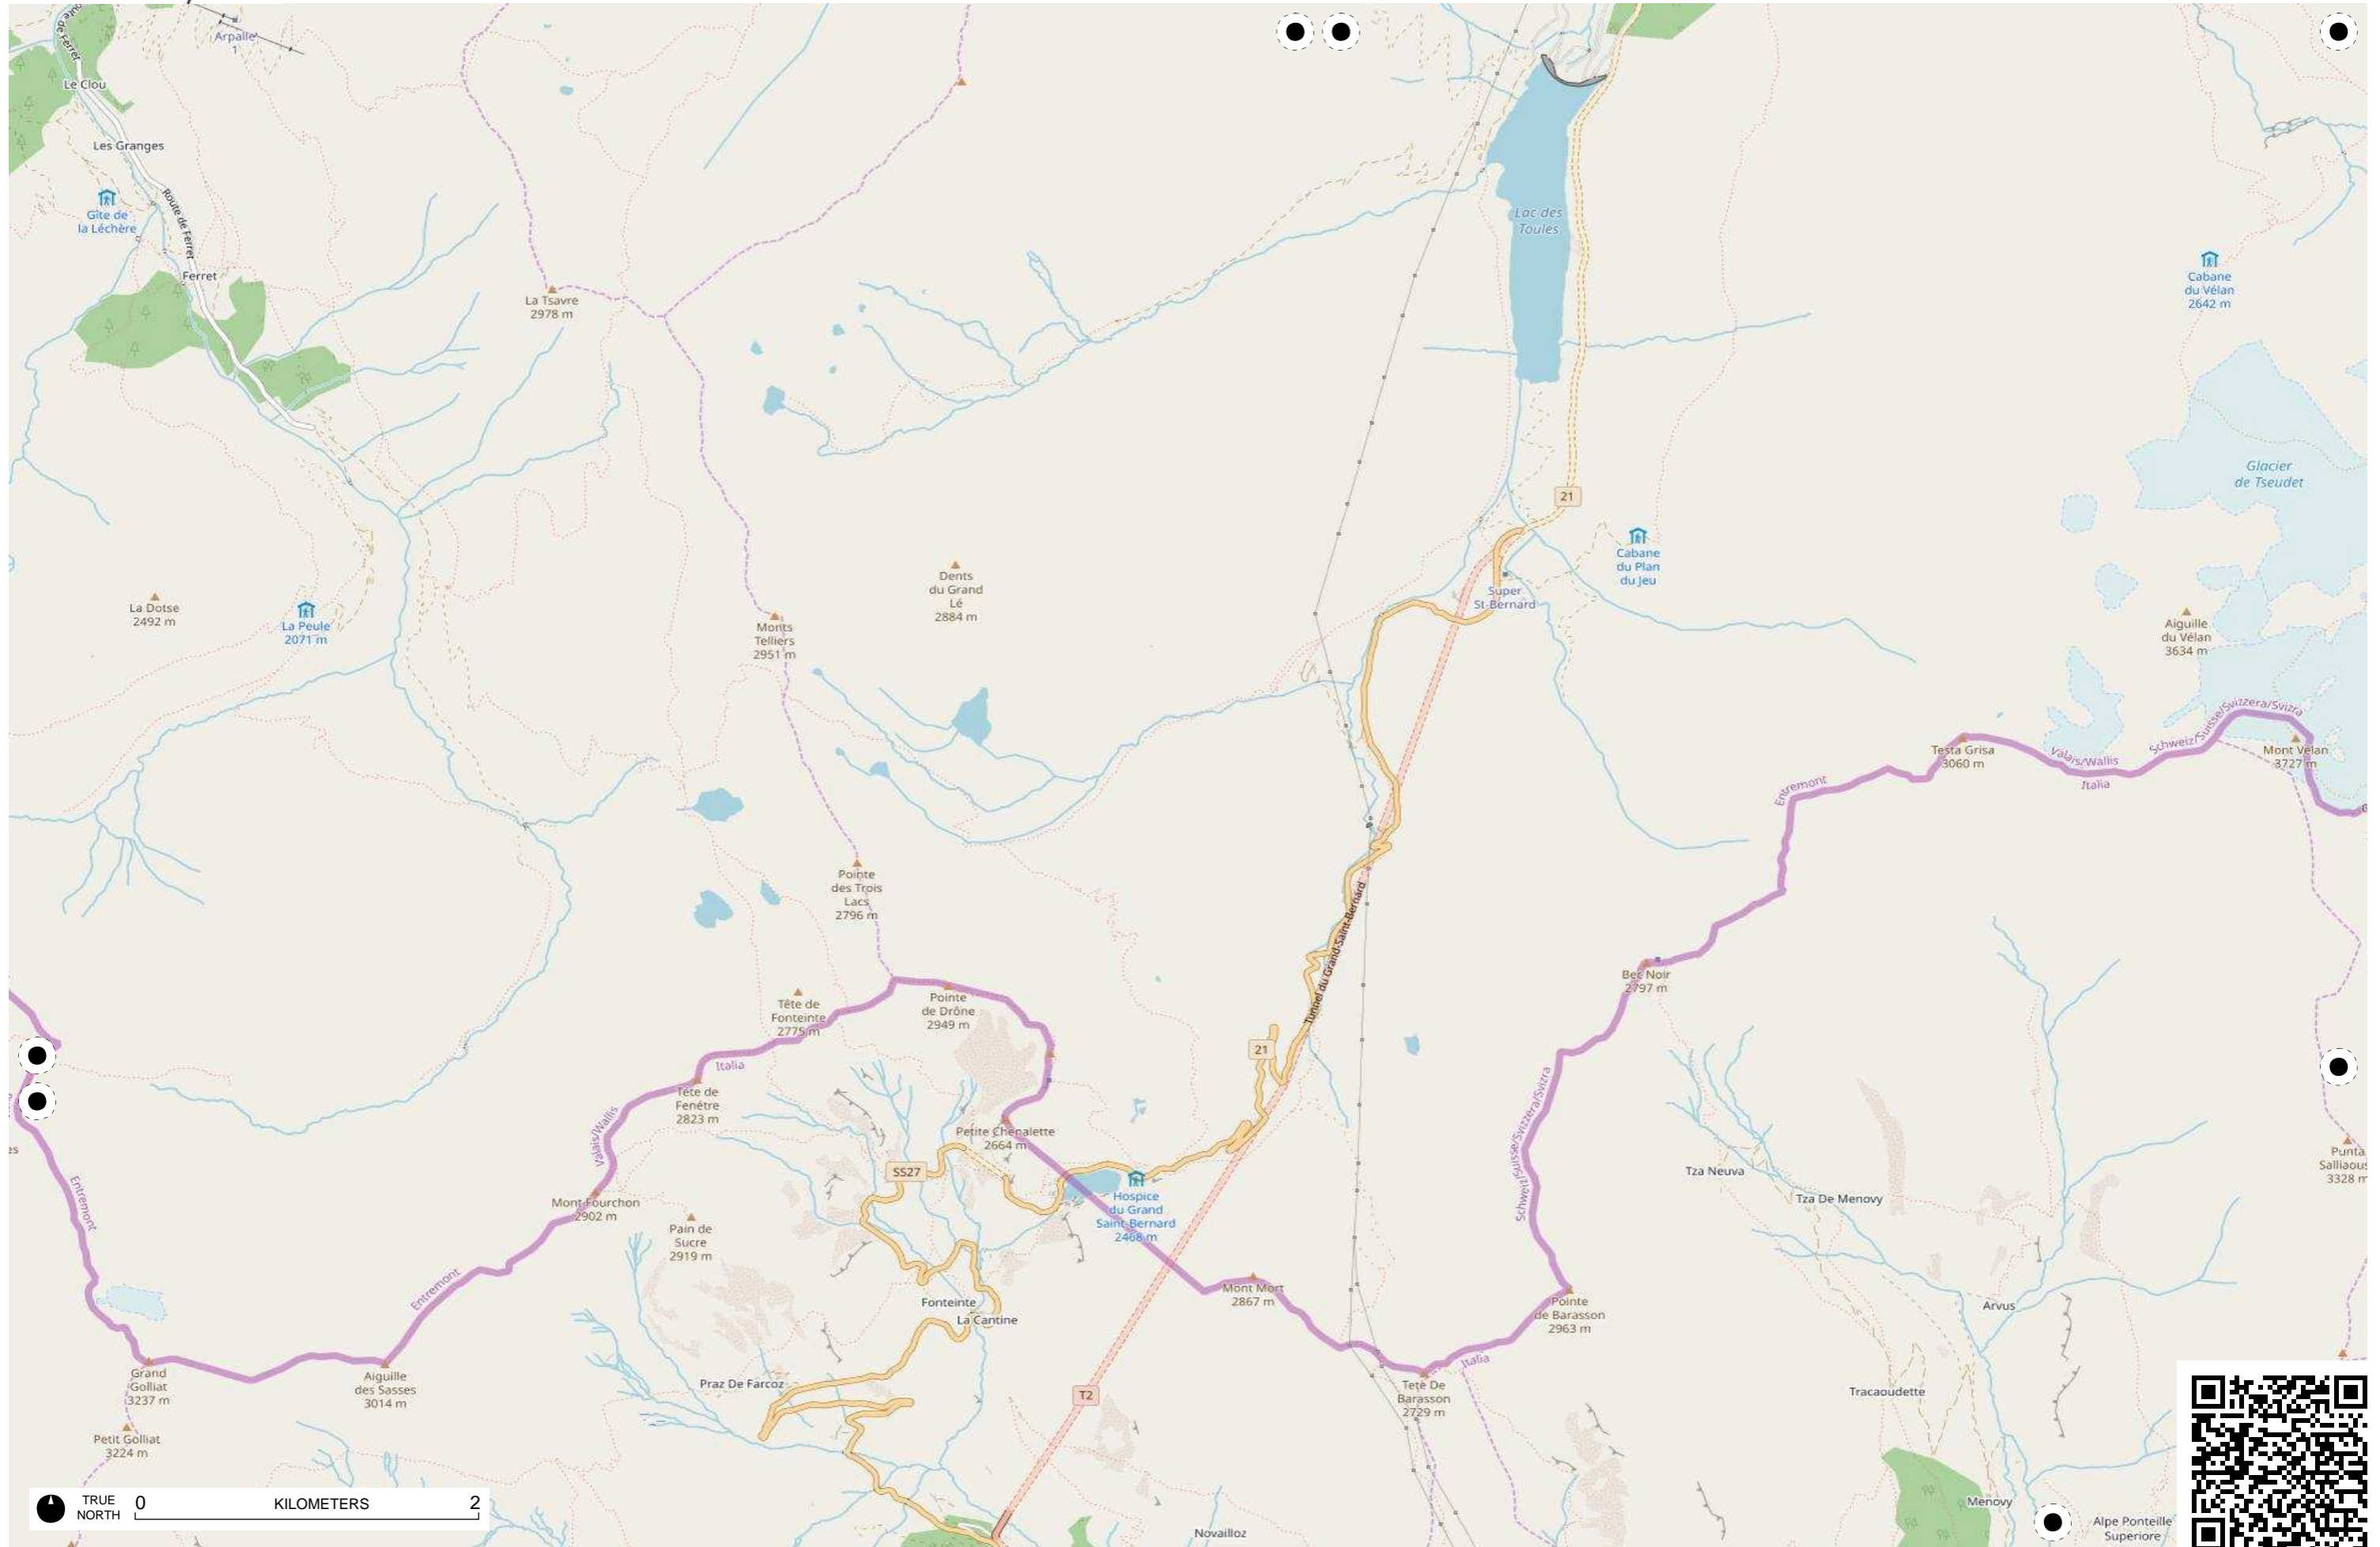 Route de Ferret
Arpalle
1
Le Clou
Les Granges
Gîte de
la Léchère
Route de Ferret
Ferret
La Tsavre
2978 m
Lac des
Toules
Cabane
du Vélan
2642 m
Glacier
de Tseudet
21
Cabane
du Plan
du Jeu
Super
St-Bernard
Dents
du Grand
Lé
2884 m
La Dotse
2492 m
La Peule
2071 m
Monts
Telliers
2951 m
Aiguille
du Vélan
3634 m
Schweiz/Suisse/Svizzera/Svizra
Valais/Wallis
Italia
Mont Vélan
3727 m
Testa Grisa
3060 m
Entremont
Pointe
des Trois
Lacs
2796 m
Tunnel du Grand-Saint-Bernard
Bec Noir
2797 m
Tête de
Fonteinte
2775 m
Pointe
de Drône
2949 m
Italia
21
Tête de
Fenêtre
2823 m
Valais/Wallis
Petite Chenalette
2664 m
SS27
Schweiz/Suisse/Svizzera/Svizra
Tza Neuva
Tza De Menovy
Punta
Salliaous
3328 m
es
Entremont
Mont Fourchon
2902 m
Pain de
Sucre
2919 m
Hospice
du Grand
Saint-Bernard
2468 m
Entremont
Mont Mort
2867 m
Fonteinte
La Cantine
Pointe
de Barasson
2963 m
Arvus
Grand
Golliat
3237 m
Aiguille
des Sasses
3014 m
Praz De Farcoz
T2
Italia
Tete De
Barasson
2729 m
Tracaoudette
Petit Golliat
3224 m
TRUE
NORTH
0 KILOMETERS 2
Novailloz
Menovy
Alpe Ponteille
Superiore